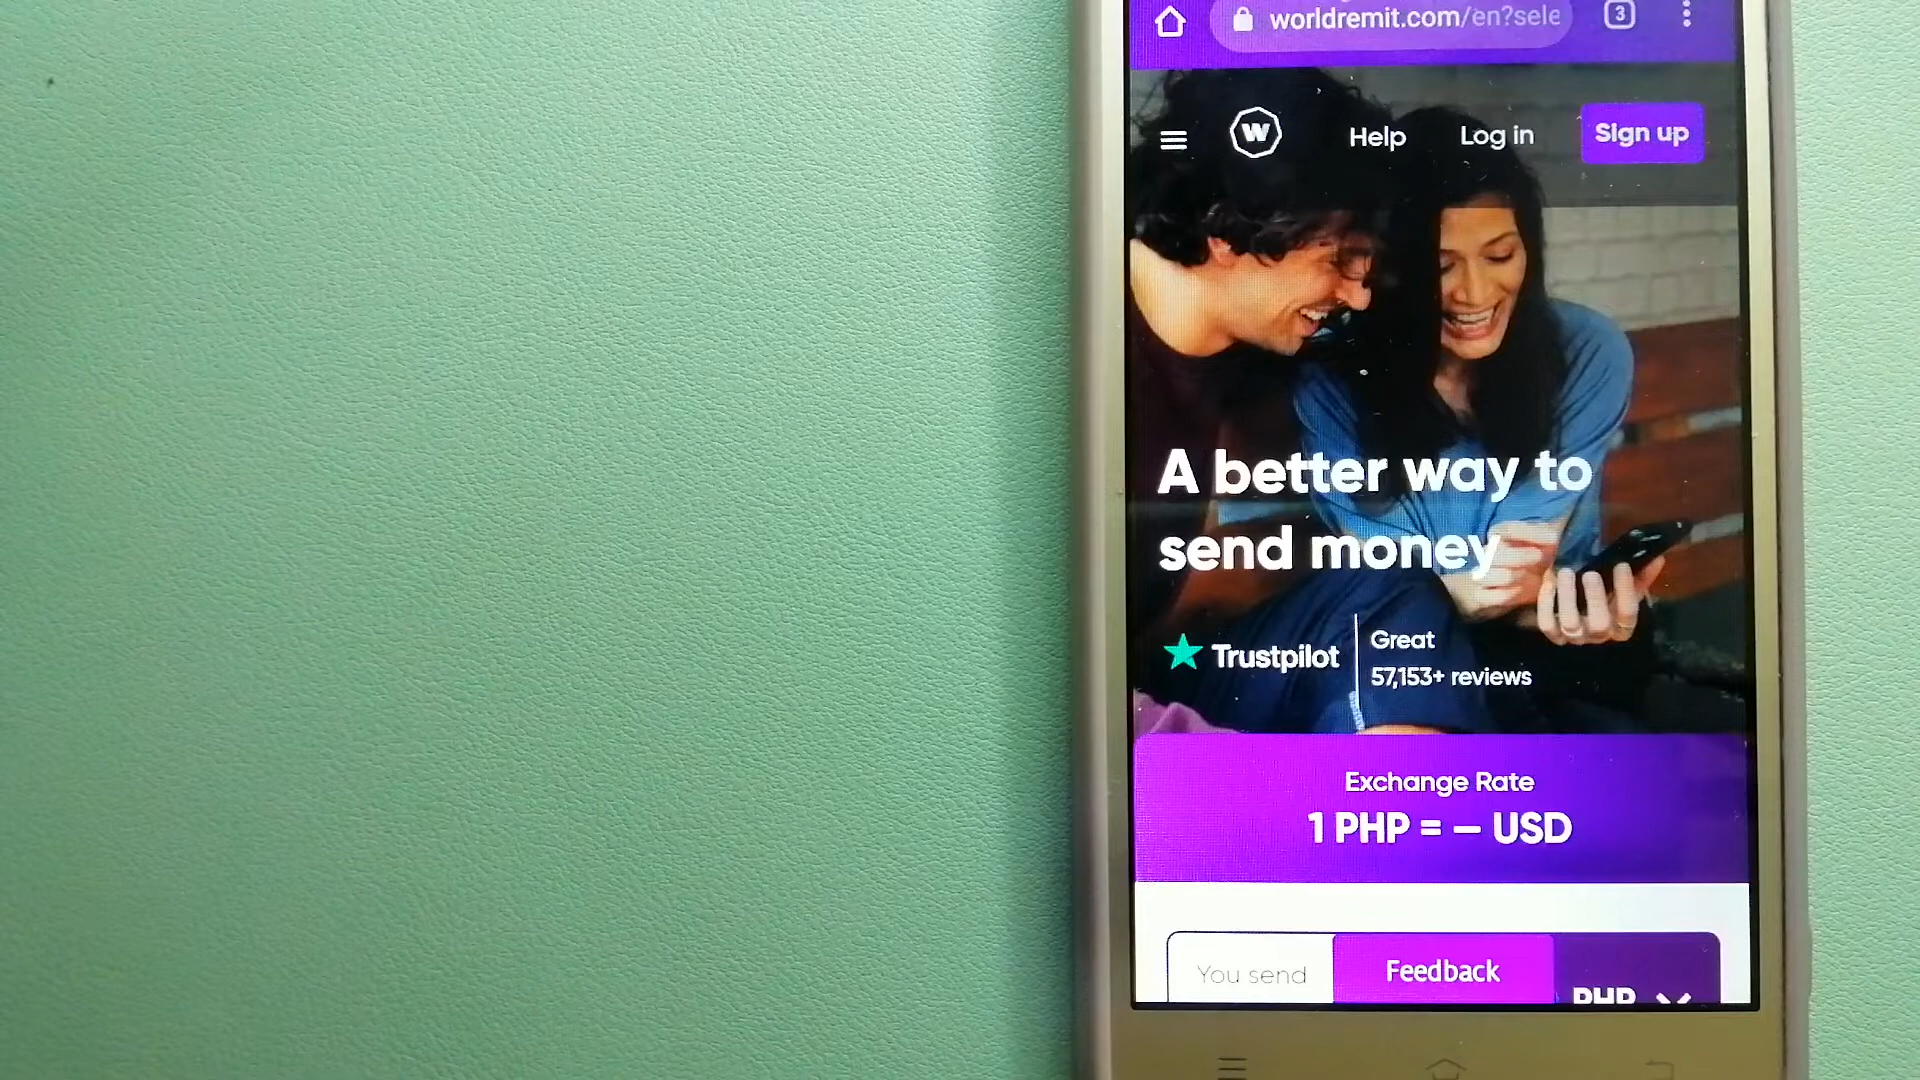 worldremit.com/en?sele
3
W
Help
Log in
Sign up
A better way to
send money
Trustpilot
Great
57,153+ reviews
Exchange Rate
1 PHP = – USD
You send
Feedback
PHP